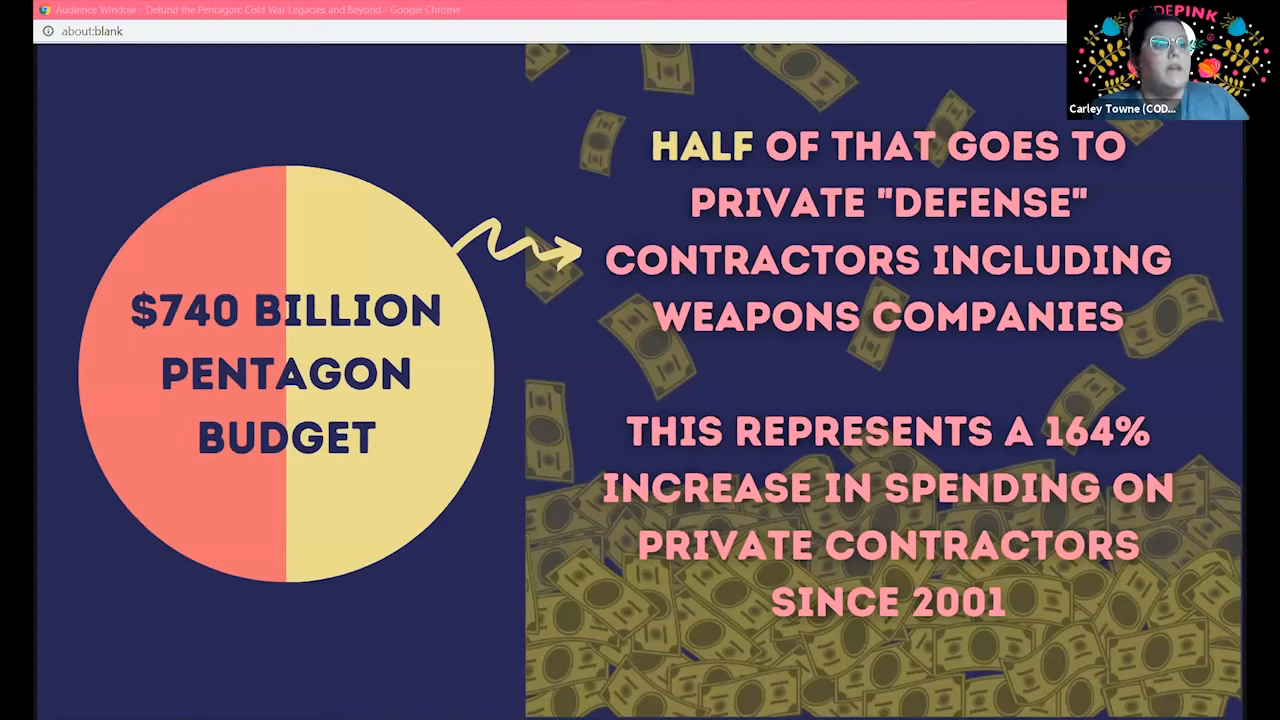 Audience Window - Defund the Pentagon: Cold War Legacies and Beyond - Google Chrome
about:blank
CODEPINK
Carley Towne (COD...
$740 BILLION
PENTAGON
BUDGET
HALF OF THAT GOES TO
PRIVATE "DEFENSE"
CONTRACTORS INCLUDING
WEAPONS COMPANIES
THIS REPRESENTS A 164%
INCREASE IN SPENDING ON
PRIVATE CONTRACTORS
SINCE 2001